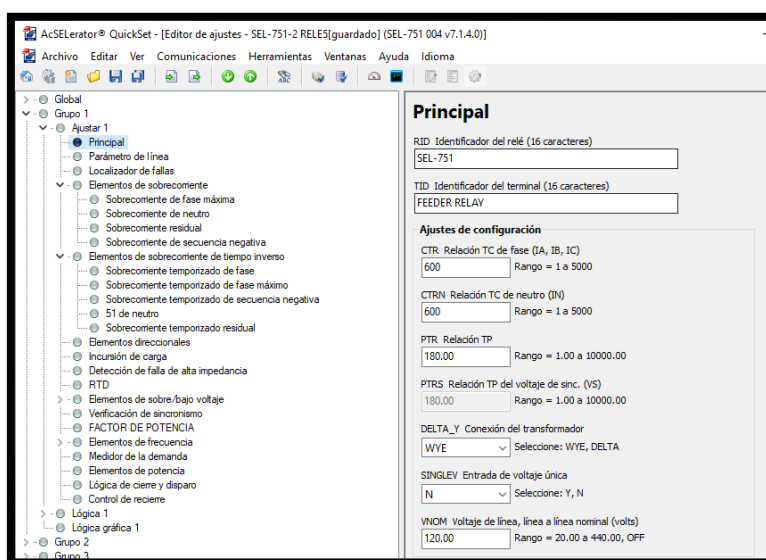 AcSELerator® QuickSet - [Editor de ajustes - SEL-751-2 RELE5[guardado] (SEL-751 004 v7.1.4.0)]
Archivo Editar Ver Comunicaciones Herramientas Ventanas Ayuda Idioma
Global
Grupo 1
Ajustar 1
Principal
Parámetro de línea
Localizador de fallas
Elementos de sobrecorriente
Sobrecorriente de fase máxima
Sobrecorriente de neutro
Sobrecorriente residual
Sobrecorriente de secuencia negativa
Elementos de sobrecorriente de tiempo inverso
Sobrecorriente temporizado de fase
Sobrecorriente temporizado de fase máximo
Sobrecorriente temporizado de secuencia negativa
51 de neutro
Sobrecorriente temporizado residual
Elementos direccionales
Incursión de carga
Detección de falla de alta impedancia
RTD
Elementos de sobre/bajo voltaje
Verificación de sincronismo
FACTOR DE POTENCIA
Elementos de frecuencia
Medidor de la demanda
Elementos de potencia
Lógica de cierre y disparo
Control de recierre
Lógica 1
Lógica gráfica 1
Grupo 2
Grupo 3
Principal
RID Identificador del relé (16 caracteres)
SEL-751
TID Identificador del terminal (16 caracteres)
FEEDER RELAY
Ajustes de configuración
CTR Relación TC de fase (IA, IB, IC)
600 Rango = 1 a 5000
CTRN Relación TC de neutro (IN)
600 Rango = 1 a 5000
PTR Relación TP
180.00 Rango = 1.00 a 10000.00
PTRS Relación TP del voltaje de sinc. (VS)
180.00 Rango = 1.00 a 10000.00
DELTA_Y Conexión del transformador
WYE Seleccione: WYE, DELTA
SINGLEV Entrada de voltaje única
N Seleccione: Y, N
VNOM Voltaje de línea, línea a línea nominal (volts)
120.00 Rango = 20.00 a 440.00, OFF